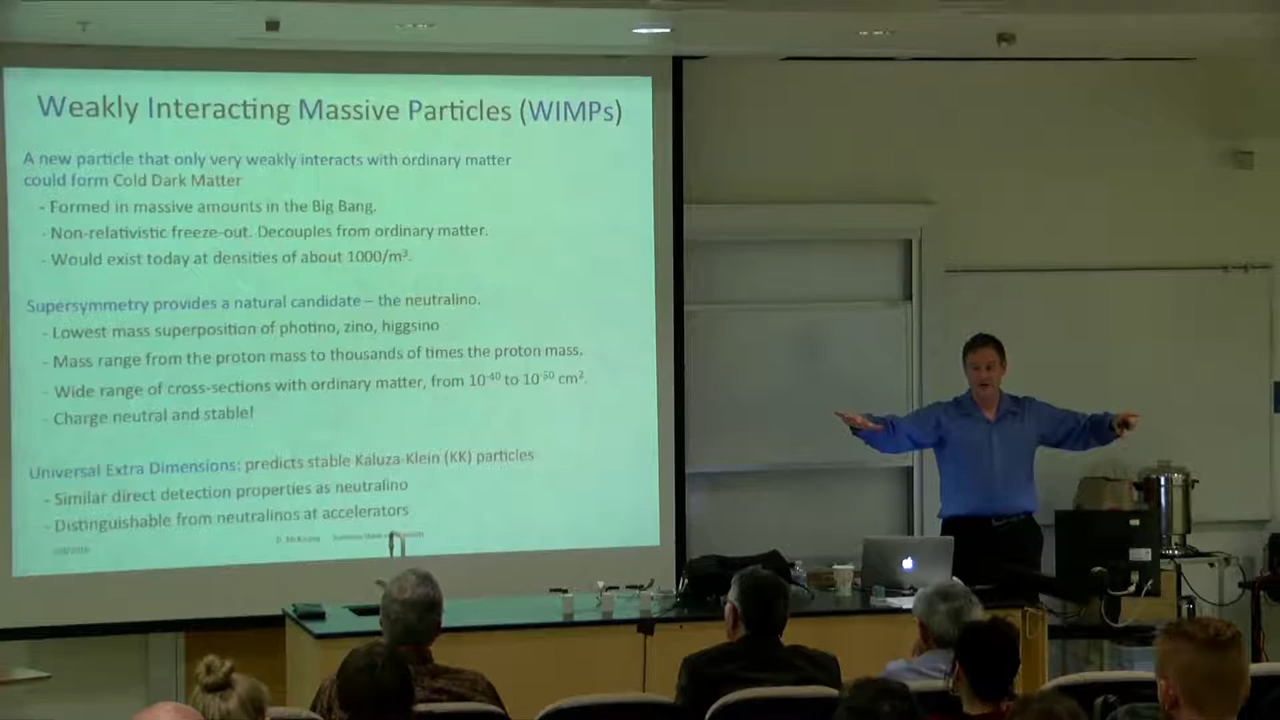 Weakly Interacting Massive Particles (WIMPs)
A new particle that only very weakly interacts with ordinary matter
could form Cold Dark Matter
- Formed in massive amounts in the Big Bang.
- Non-relativistic freeze-out. Decouples from ordinary matter.
- Would exist today at densities of about 1000/m³.
Supersymmetry provides a natural candidate – the neutralino.
- Lowest mass superposition of photino, zino, higgsino
- Mass range from the proton mass to thousands of times the proton mass.
- Wide range of cross-sections with ordinary matter, from 10⁻⁴⁰ to 10⁻⁵⁰ cm².
- Charge neutral and stable!
Universal Extra Dimensions: predicts stable Kaluza-Klein (KK) particles
- Similar direct detection properties as neutralino
- Distinguishable from neutralinos at accelerators